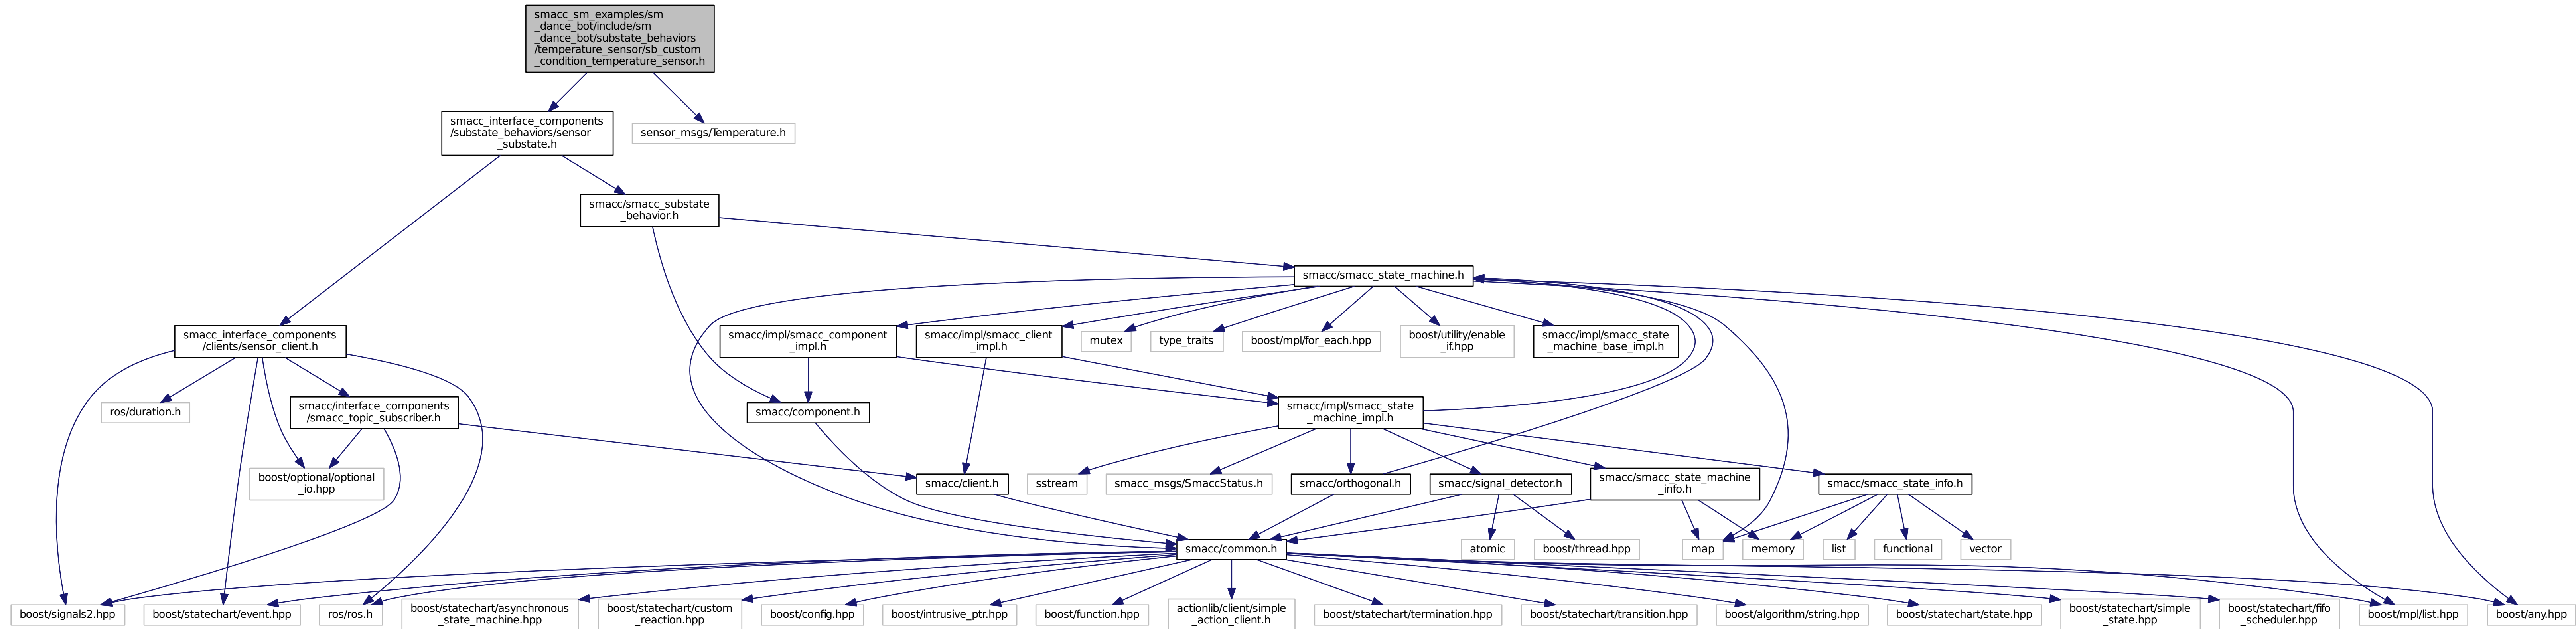 smacc_sm_examples/sm
_dance_bot/include/sm
_dance_bot/substate_behaviors
/temperature_sensor/sb_custom
_condition_temperature_sensor.h
smacc_interface_components
/substate_behaviors/sensor
_substate.h
sensor_msgs/Temperature.h
smacc/smacc_substate
_behavior.h
smacc/smacc_state_machine.h
smacc_interface_components
/clients/sensor_client.h
smacc/impl/smacc_component
_impl.h
smacc/impl/smacc_client
_impl.h
mutex
type_traits
boost/mpl/for_each.hpp
boost/utility/enable
_if.hpp
smacc/impl/smacc_state
_machine_base_impl.h
ros/duration.h
smacc/interface_components
/smacc_topic_subscriber.h
smacc/component.h
smacc/impl/smacc_state
_machine_impl.h
boost/optional/optional
_io.hpp
smacc/client.h
sstream
smacc_msgs/SmaccStatus.h
smacc/orthogonal.h
smacc/signal_detector.h
smacc/smacc_state_machine
_info.h
smacc/smacc_state_info.h
smacc/common.h
atomic
boost/thread.hpp
map
memory
list
functional
vector
boost/signals2.hpp
boost/statechart/event.hpp
ros/ros.h
boost/statechart/asynchronous
_state_machine.hpp
boost/statechart/custom
_reaction.hpp
boost/config.hpp
boost/intrusive_ptr.hpp
boost/function.hpp
actionlib/client/simple
_action_client.h
boost/statechart/termination.hpp
boost/statechart/transition.hpp
boost/algorithm/string.hpp
boost/statechart/state.hpp
boost/statechart/simple
_state.hpp
boost/statechart/fifo
_scheduler.hpp
boost/mpl/list.hpp
boost/any.hpp